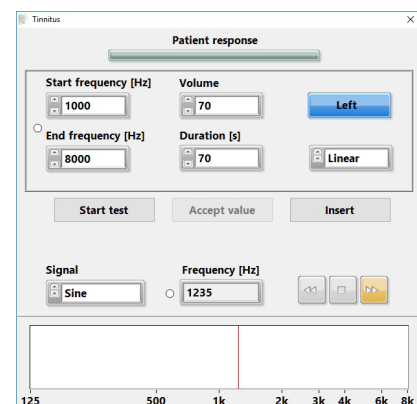 Tinnitus
Patient response
Start frequency [Hz] Volume
1000 70 Left
End frequency [Hz] Duration [s]
8000 70 Linear
Start test Accept value Insert
Signal Frequency [Hz]
Sine 1235
125 500 1k 2k 3k 4k 6k 8k